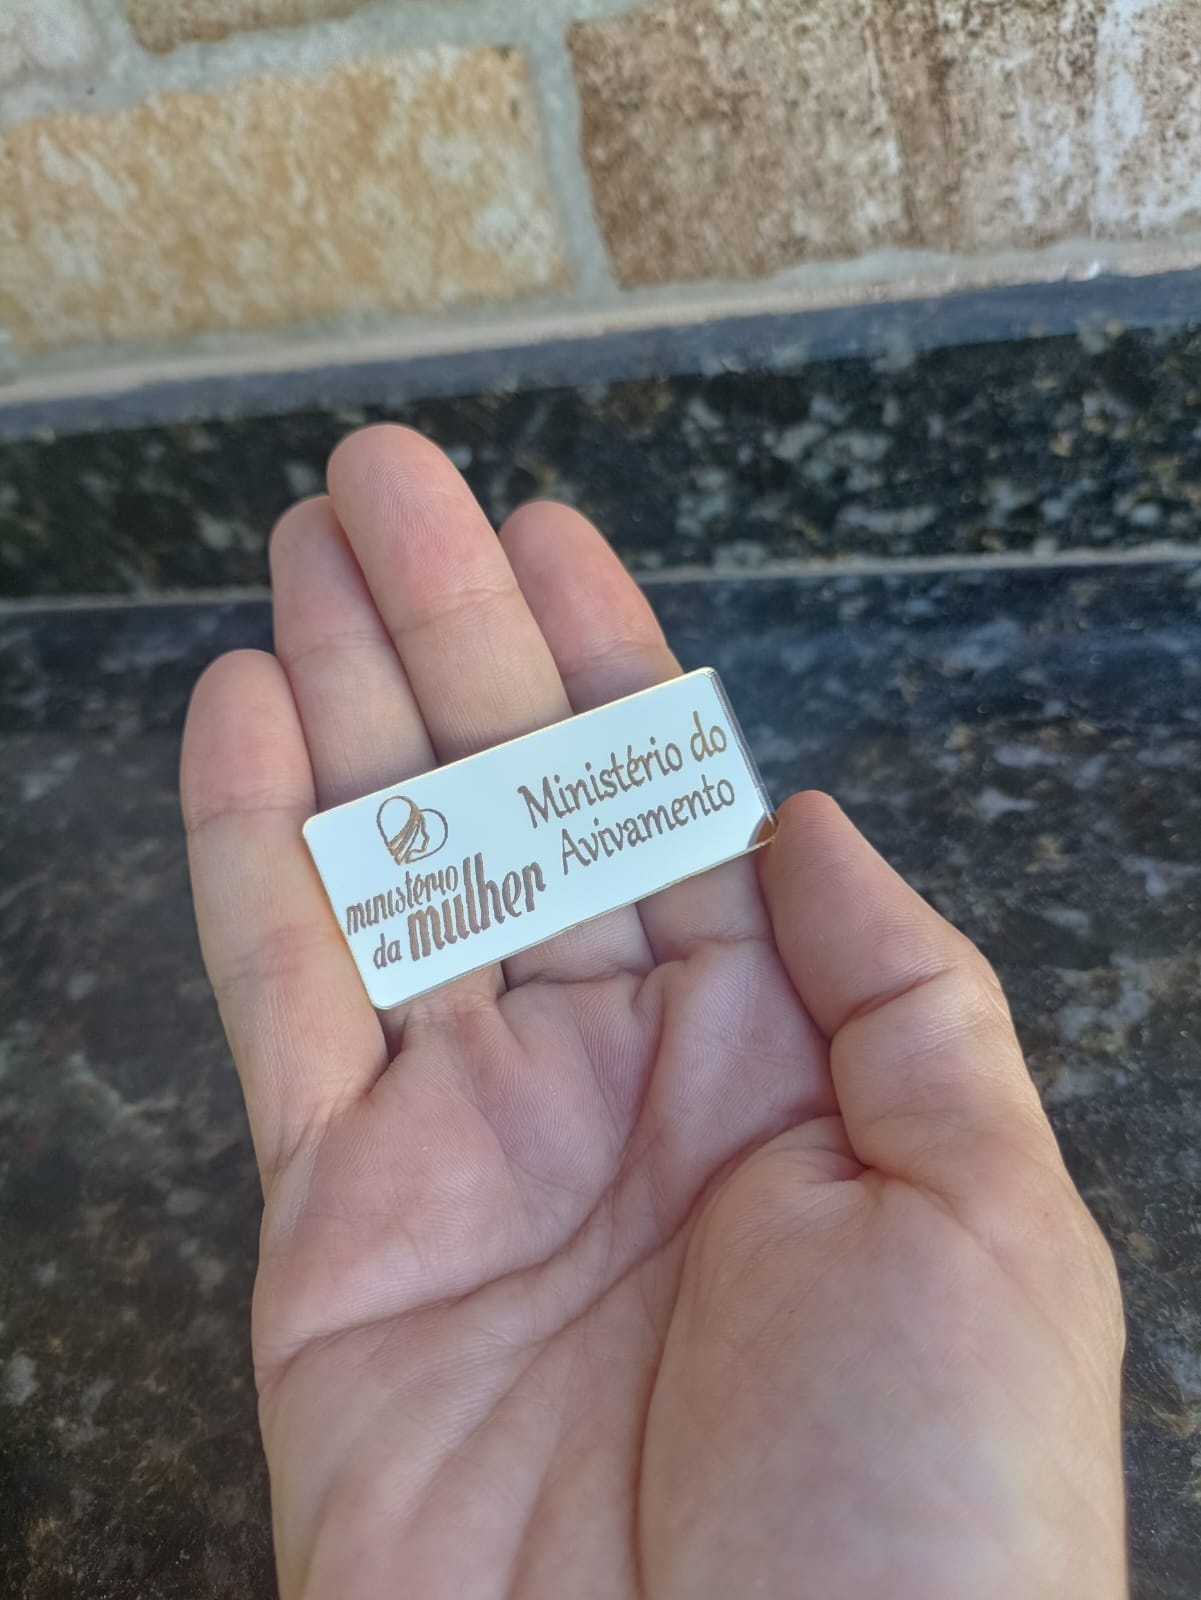 ministério
da mulher
Ministério do
Avivamento